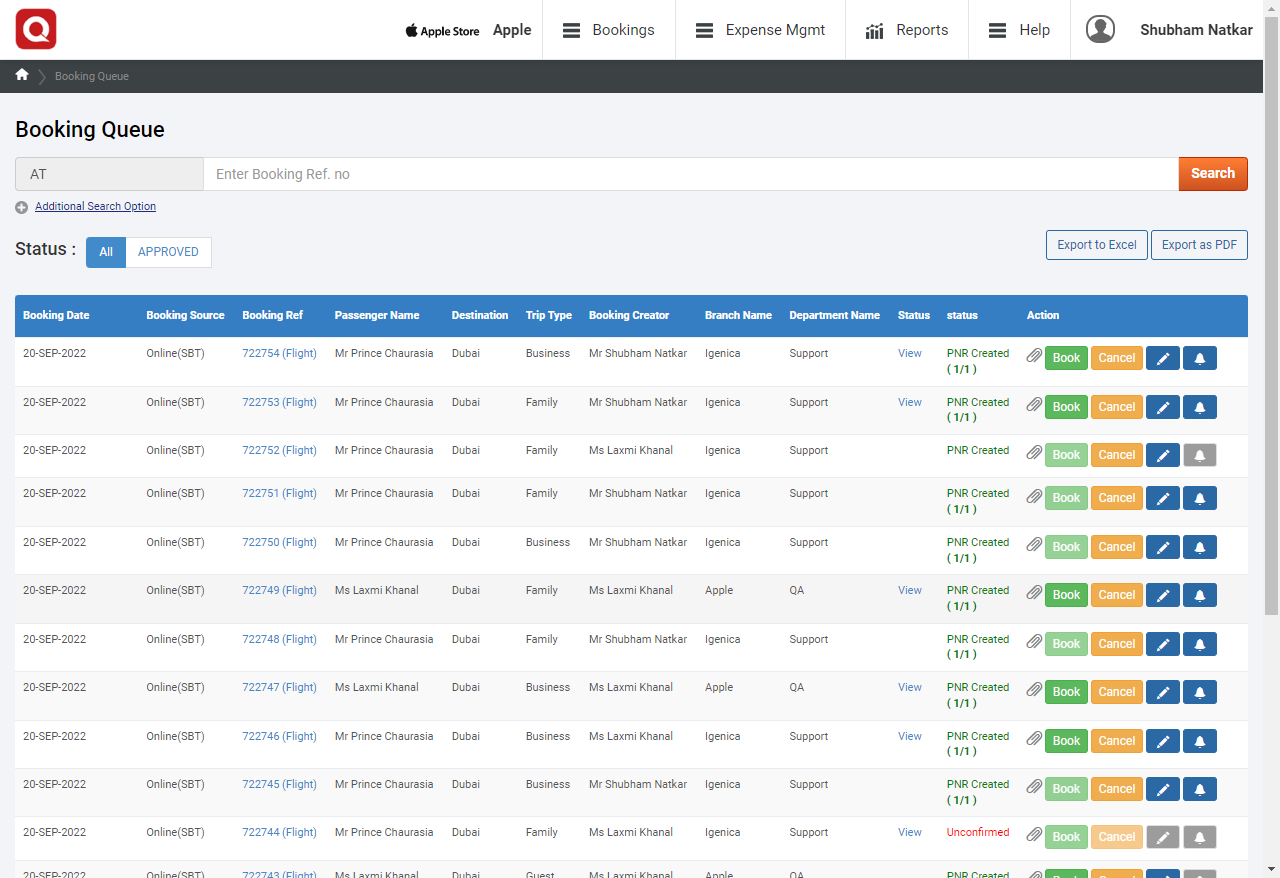 Apple Store Apple Bookings Expense Mgmt Reports Help Shubham Natkar
Booking Queue
Booking Queue
AT Enter Booking Ref. no Search
Additional Search Option
Status : All APPROVED Export to Excel Export as PDF
Booking Date Booking Source Booking Ref Passenger Name Destination Trip Type Booking Creator Branch Name Department Name Status status Action
20-SEP-2022 Online(SBT) 722754 (Flight) Mr Prince Chaurasia Dubai Business Mr Shubham Natkar Igenica Support View PNR Created Book Cancel
( 1/1 )
20-SEP-2022 Online(SBT) 722753 (Flight) Mr Prince Chaurasia Dubai Family Mr Shubham Natkar Igenica Support View PNR Created Book Cancel
( 1/1 )
20-SEP-2022 Online(SBT) 722752 (Flight) Mr Prince Chaurasia Dubai Family Ms Laxmi Khanal Igenica Support PNR Created Book Cancel
20-SEP-2022 Online(SBT) 722751 (Flight) Mr Prince Chaurasia Dubai Family Mr Shubham Natkar Igenica Support PNR Created Book Cancel
( 1/1 )
20-SEP-2022 Online(SBT) 722750 (Flight) Mr Prince Chaurasia Dubai Business Mr Shubham Natkar Igenica Support PNR Created Book Cancel
( 1/1 )
20-SEP-2022 Online(SBT) 722749 (Flight) Ms Laxmi Khanal Dubai Family Ms Laxmi Khanal Apple QA View PNR Created Book Cancel
( 1/1 )
20-SEP-2022 Online(SBT) 722748 (Flight) Mr Prince Chaurasia Dubai Family Mr Shubham Natkar Igenica Support PNR Created Book Cancel
( 1/1 )
20-SEP-2022 Online(SBT) 722747 (Flight) Ms Laxmi Khanal Dubai Business Ms Laxmi Khanal Apple QA View PNR Created Book Cancel
( 1/1 )
20-SEP-2022 Online(SBT) 722746 (Flight) Mr Prince Chaurasia Dubai Business Ms Laxmi Khanal Igenica Support View PNR Created Book Cancel
( 1/1 )
20-SEP-2022 Online(SBT) 722745 (Flight) Mr Prince Chaurasia Dubai Business Mr Shubham Natkar Igenica Support PNR Created Book Cancel
( 1/1 )
20-SEP-2022 Online(SBT) 722744 (Flight) Mr Prince Chaurasia Dubai Family Ms Laxmi Khanal Igenica Support View Unconfirmed Book Cancel
20-SEP-2022 Online(SBT) 722743 (Flight) Ms Laxmi Khanal Dubai Guest Ms Laxmi Khanal Apple QA PNR Created Book Cancel